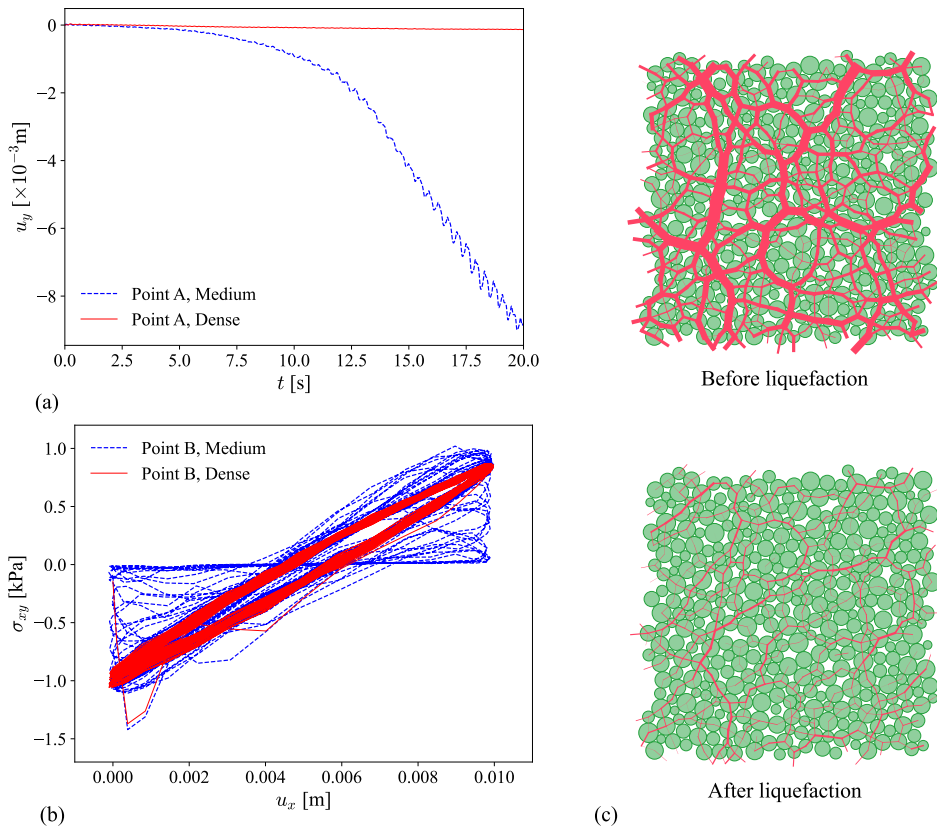 0
−2
−4
−6
−8
u_y [×10⁻³m]
Point A, Medium
Point A, Dense
0.0 2.5 5.0 7.5 10.0 12.5 15.0 17.5 20.0
t [s]
(a)
Before liquefaction
1.0
0.5
0.0
−0.5
−1.0
−1.5
σ_xy [kPa]
Point B, Medium
Point B, Dense
0.000 0.002 0.004 0.006 0.008 0.010
u_x [m]
(b)
After liquefaction
(c)